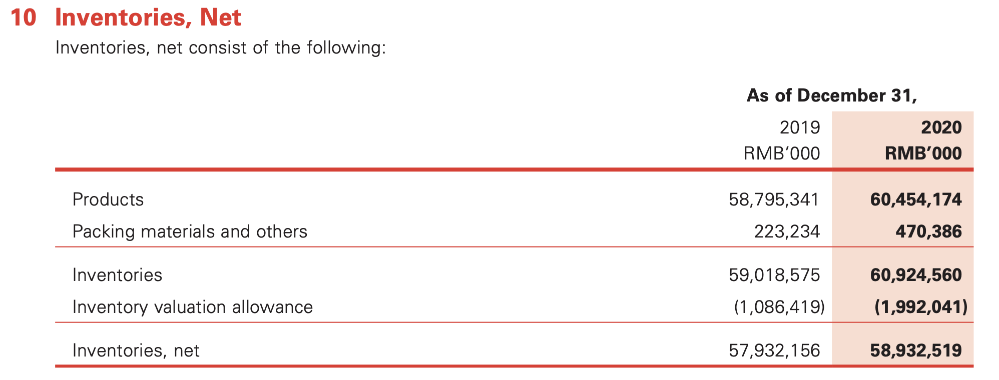 10 Inventories, Net
Inventories, net consist of the following:
As of December 31,
2019 2020
RMB’000 RMB’000
Products 58,795,341 60,454,174
Packing materials and others 223,234 470,386
Inventories 59,018,575 60,924,560
Inventory valuation allowance (1,086,419) (1,992,041)
Inventories, net 57,932,156 58,932,519